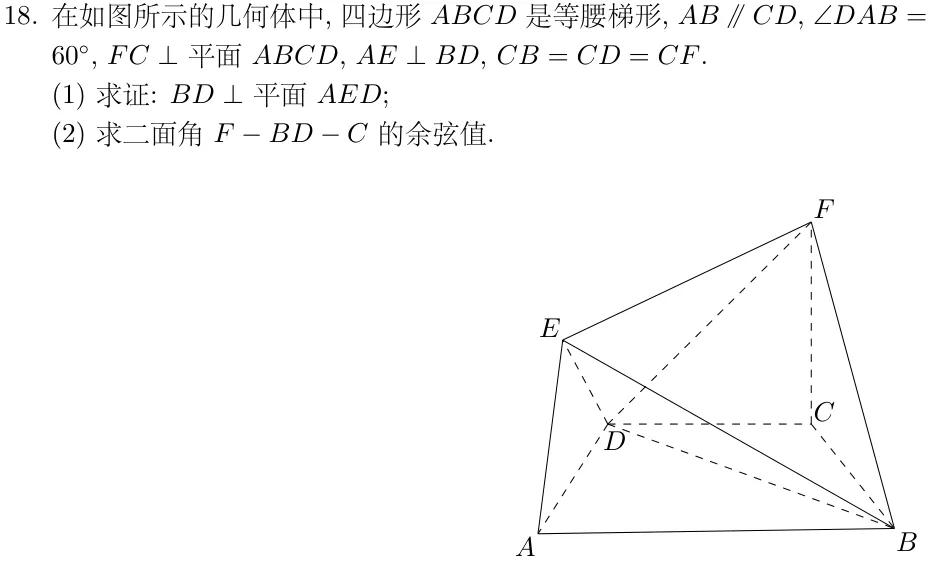 18. 在如图所示的几何体中, 四边形 ABCD 是等腰梯形, AB ∥ CD, ∠DAB =
60°, FC ⊥ 平面 ABCD, AE ⊥ BD, CB = CD = CF.
(1) 求证: BD ⊥ 平面 AED;
(2) 求二面角 F − BD − C 的余弦值.
F
E
C
D
A
B